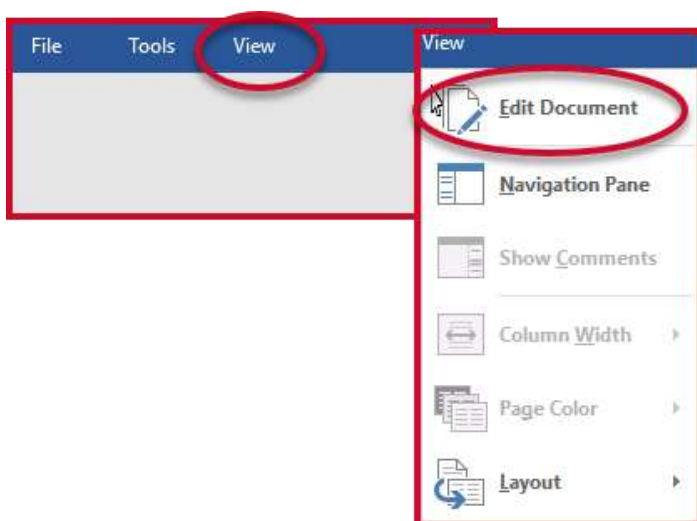 File Tools View
View
Edit Document
Navigation Pane
Show Comments
Column Width
Page Color
Layout